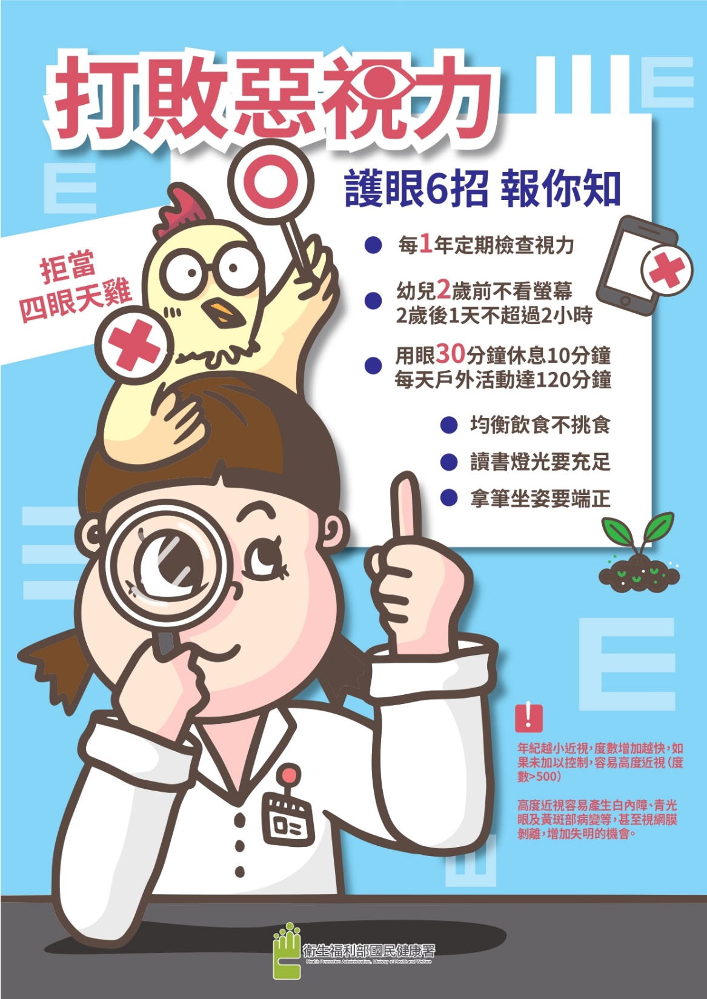 打敗惡視力
護眼6招 報你知
拒當
四眼天雞
每1年定期檢查視力
幼兒2歲前不看螢幕
2歲後1天不超過2小時
用眼30分鐘休息10分鐘
每天戶外活動達120分鐘
均衡飲食不挑食
讀書燈光要充足
拿筆坐姿要端正
年紀越小近視，度數增加越快，如
果未加以控制，容易高度近視（度
數>500）
高度近視容易產生白內障、青光
眼及黃斑部病變等，甚至視網膜
剝離，增加失明的機會。
衛生福利部國民健康署
Health Promotion Administration, Ministry of Health and Welfare